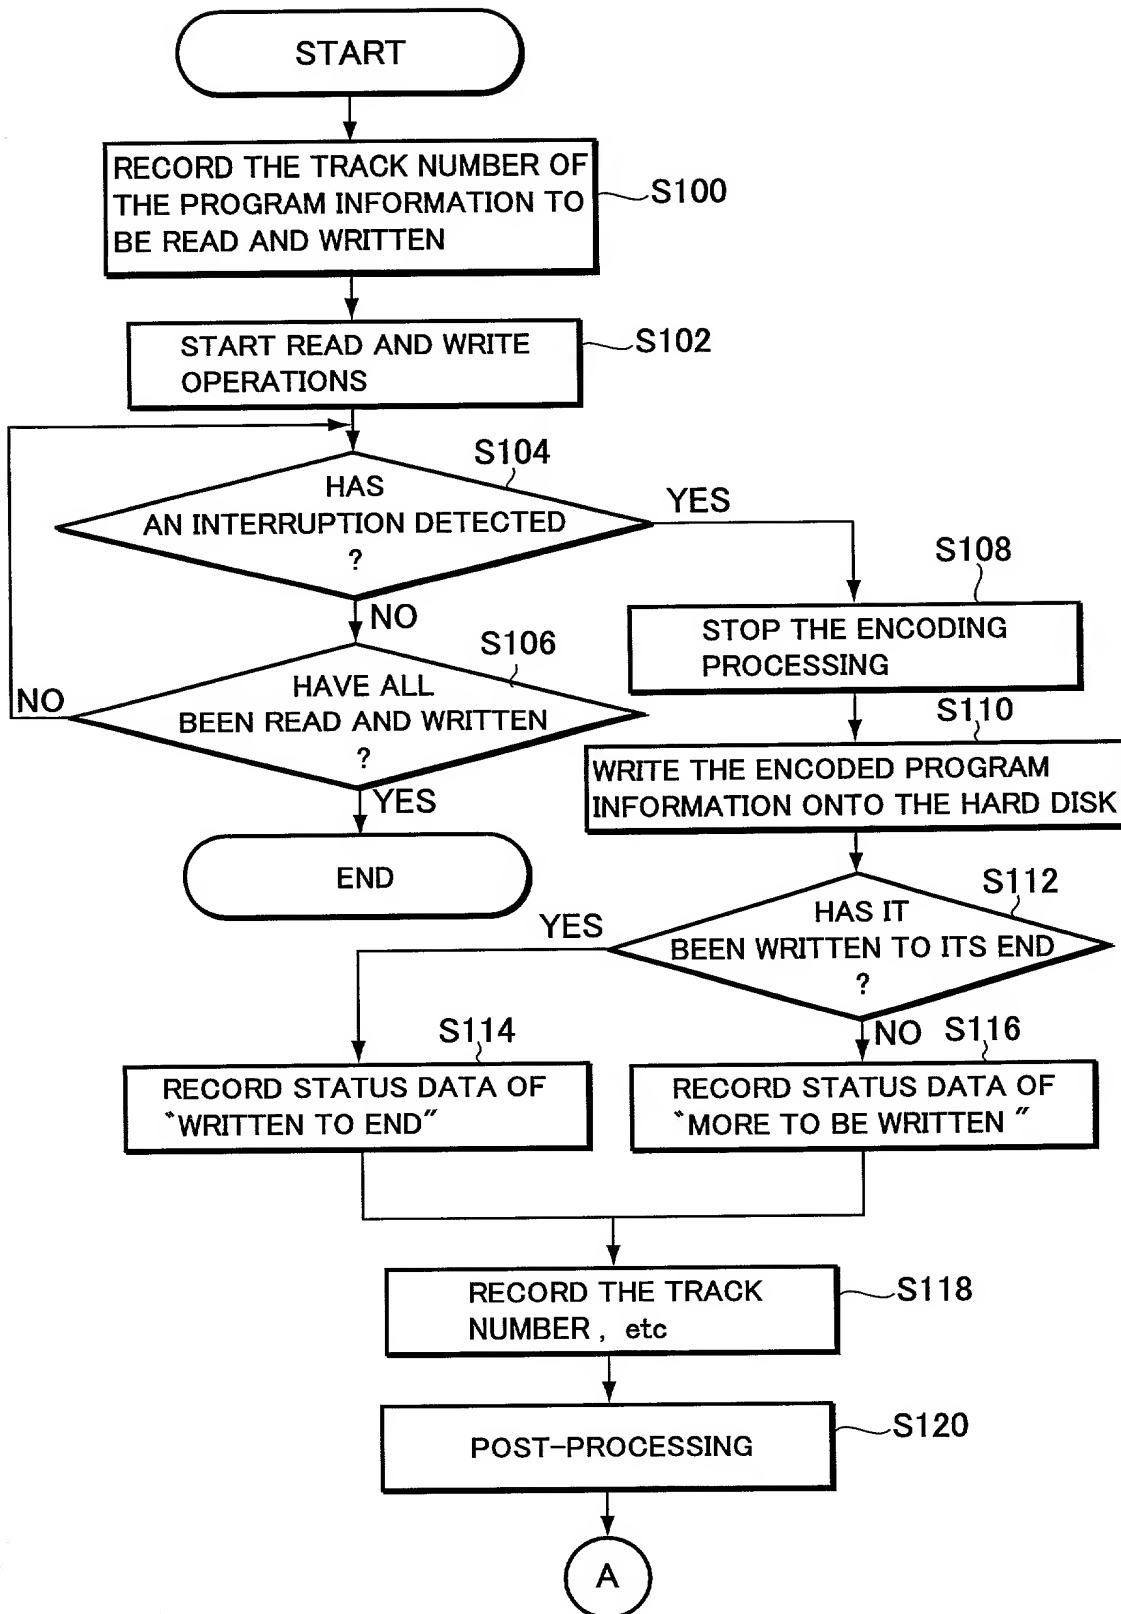 START
RECORD THE TRACK NUMBER OF
THE PROGRAM INFORMATION TO
BE READ AND WRITTEN
S100
START READ AND WRITE
OPERATIONS
S102
S104
HAS
AN INTERRUPTION DETECTED
?
YES
NO
S106
HAVE ALL
BEEN READ AND WRITTEN
?
NO
YES
END
S108
STOP THE ENCODING
PROCESSING
S110
WRITE THE ENCODED PROGRAM
INFORMATION ONTO THE HARD DISK
S112
HAS IT
BEEN WRITTEN TO ITS END
?
YES
NO
S114
RECORD STATUS DATA OF
〝WRITTEN TO END″
S116
RECORD STATUS DATA OF
〝MORE TO BE WRITTEN ″
RECORD THE TRACK
NUMBER , etc
S118
POST-PROCESSING
S120
A